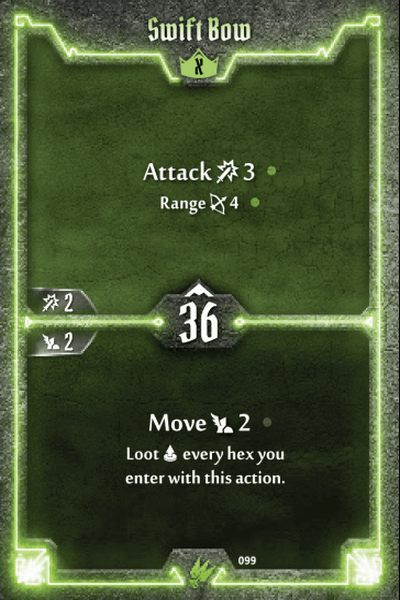 Swift Bow
X
Attack 3
Range 4
2
36
2
Move 2
Loot every hex you
enter with this action.
099